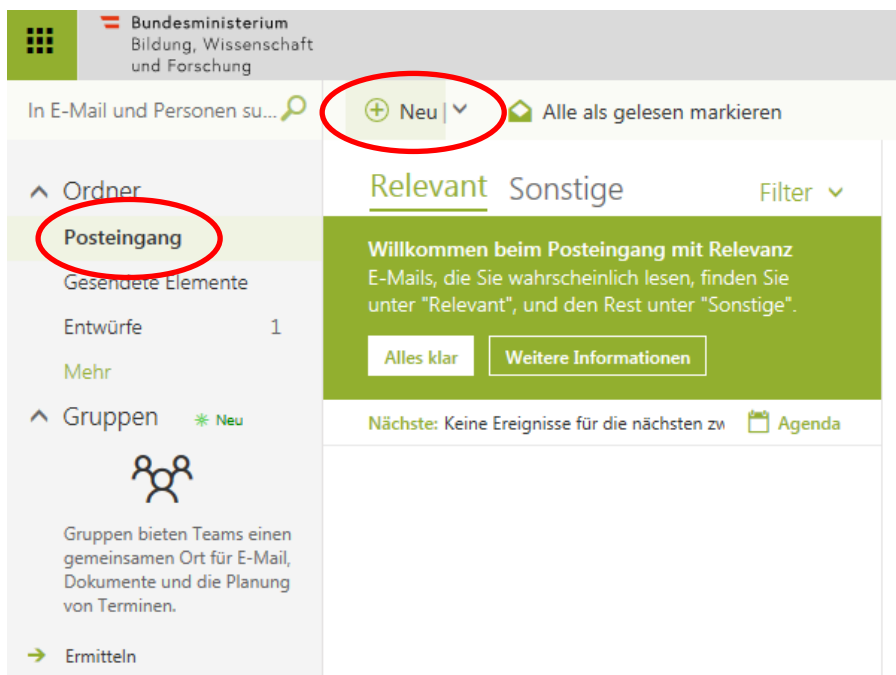 Bundesministerium
Bildung, Wissenschaft
und Forschung
In E-Mail und Personen su...
Neu
Alle als gelesen markieren
Ordner
Posteingang
Gesendete Elemente
Entwürfe 1
Mehr
Gruppen Neu
Gruppen bieten Teams einen
gemeinsamen Ort für E-Mail,
Dokumente und die Planung
von Terminen.
Ermitteln
Relevant Sonstige Filter
Willkommen beim Posteingang mit Relevanz
E-Mails, die Sie wahrscheinlich lesen, finden Sie
unter "Relevant", und den Rest unter "Sonstige".
Alles klar Weitere Informationen
Nächste: Keine Ereignisse für die nächsten zw Agenda